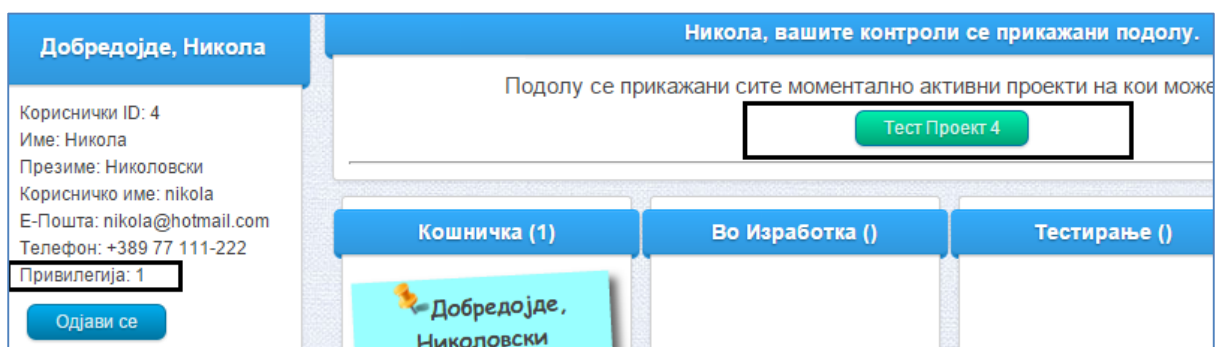 Добредојде, Никола
Кориснички ID: 4
Име: Никола
Презиме: Николовски
Корисничко име: nikola
Е-Пошта: nikola@hotmail.com
Телефон: +389 77 111-222
Привилегија: 1
Одјави се
Никола, вашите контроли се прикажани подолу.
Подолу се прикажани сите моментално активни проекти на кои може
Тест Проект 4
Кошничка (1)
Во Изработка ()
Тестирање ()
Добредојде,
Николовски